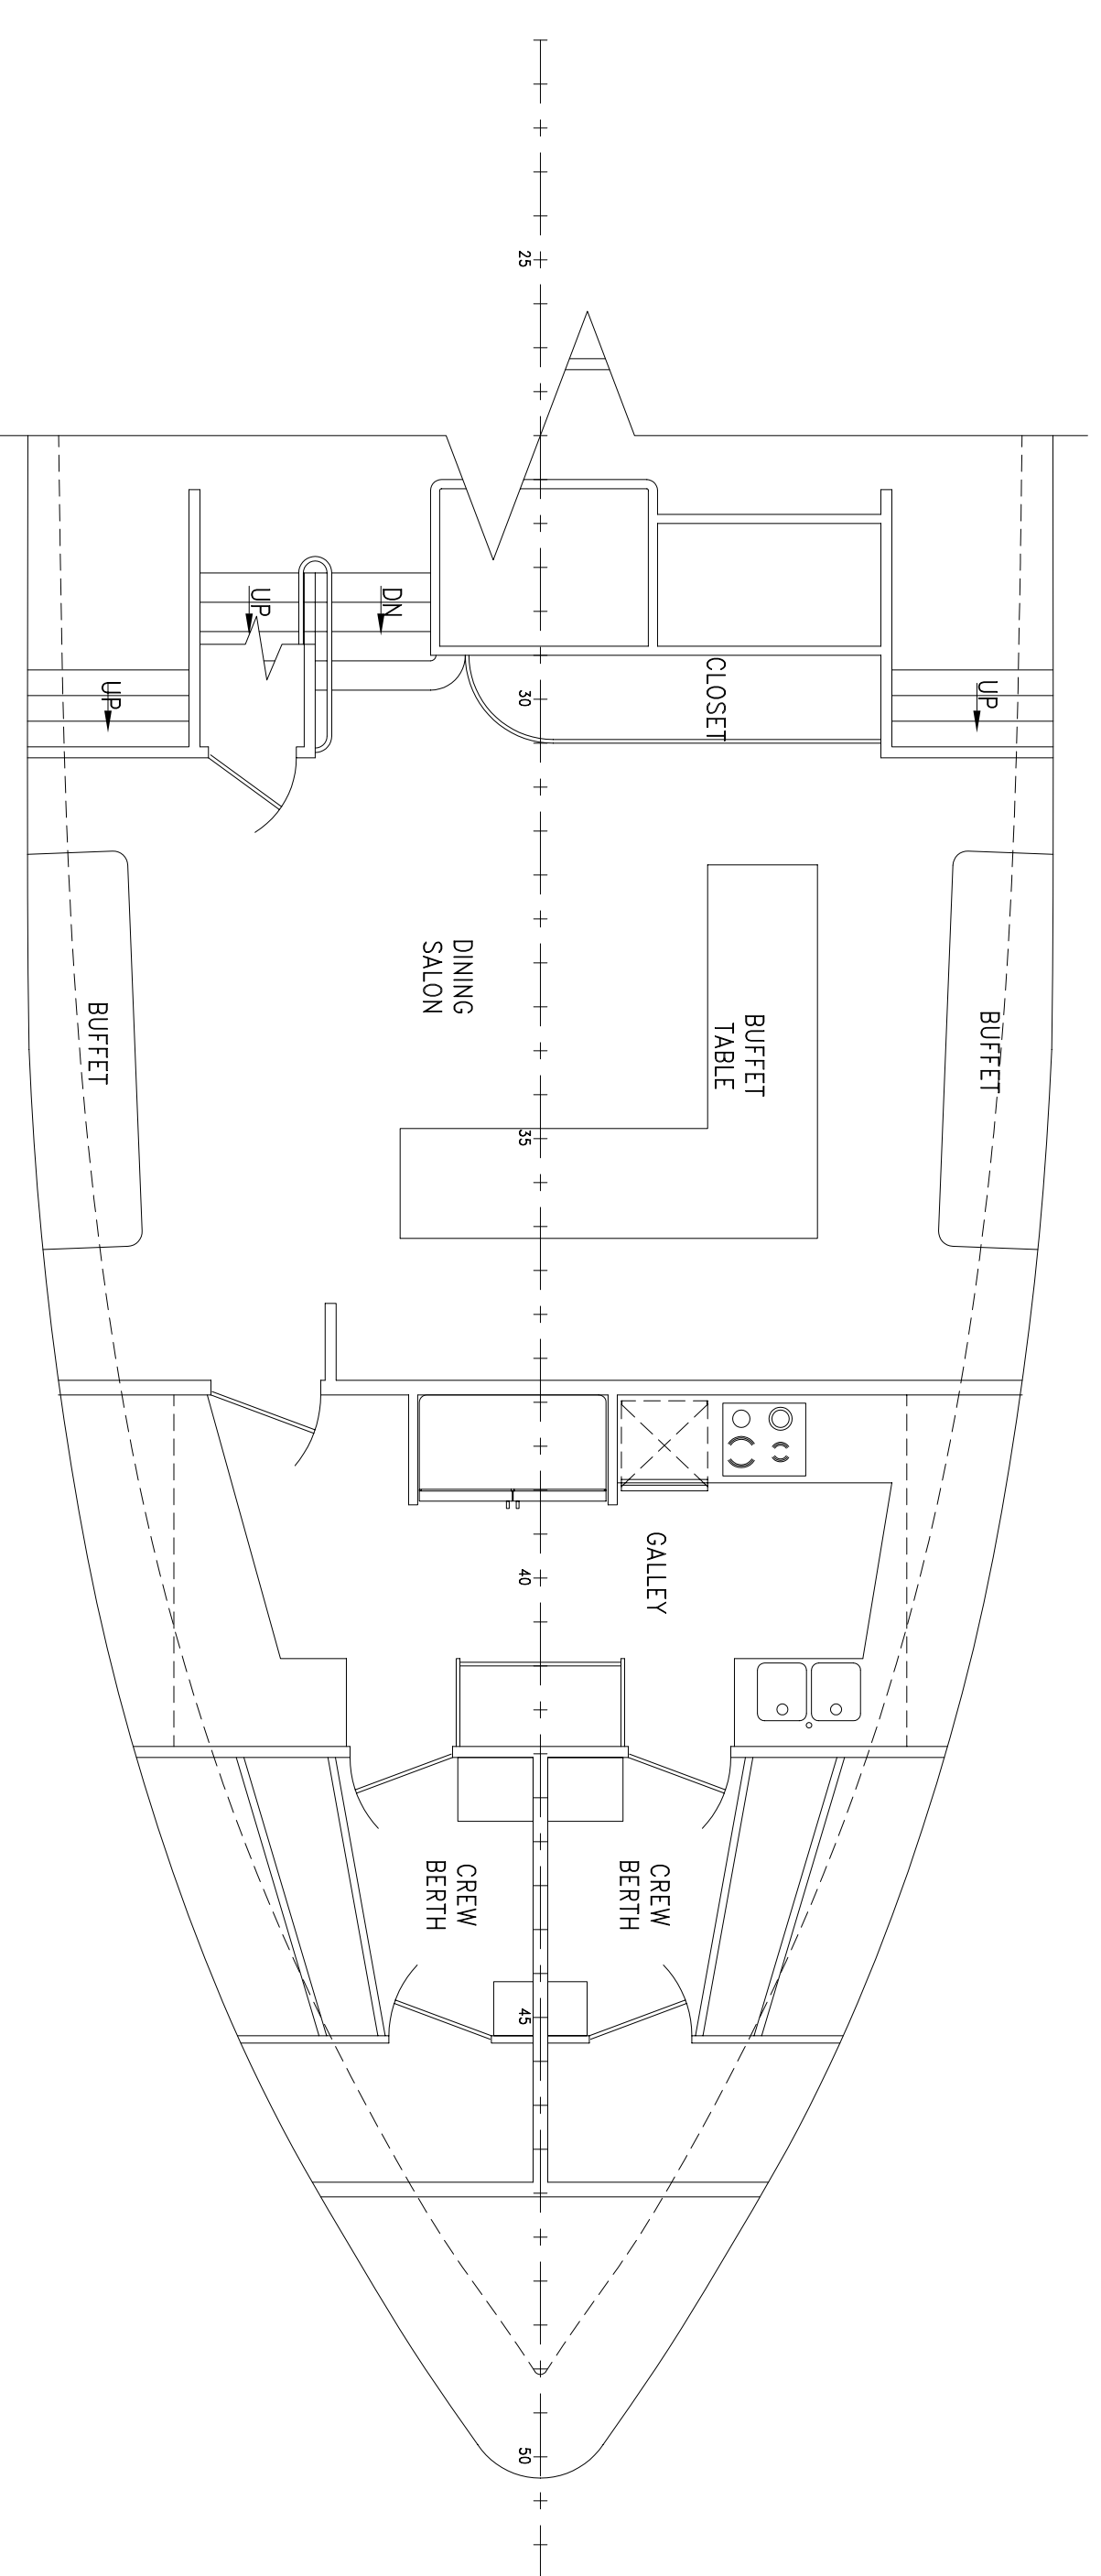 25
UP
DN
UP
UP
30
CLOSET
DINING
SALON
BUFFET
BUFFET
TABLE
BUFFET
35
GALLEY
40
CREW
BERTH
CREW
BERTH
45
50